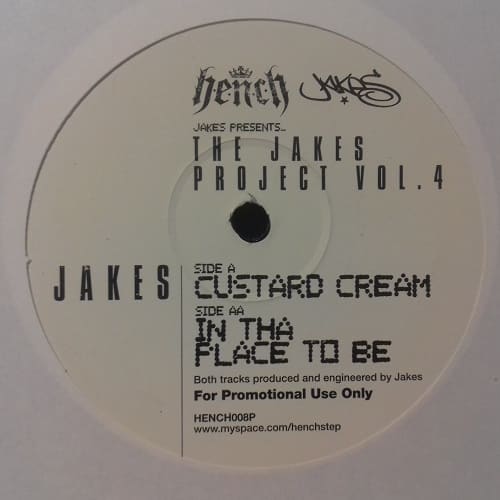 hench JAKES
JAKES PRESENTS...
THE JAKES
PROJECT VOL.4
JAKES
SIDE A
CUSTARD CREAM
SIDE AA
IN THA
PLACE TO BE
Both tracks produced and engineered by Jakes
For Promotional Use Only
HENCH008P
www.myspace.com/henchstep